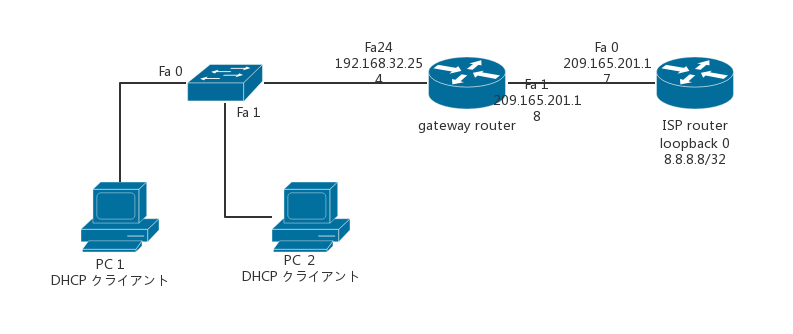 Fa 0
Fa24
192.168.32.25
4
Fa 0
209.165.201.1
7
Fa 1
209.165.201.1
8
Fa 1
gateway router
ISP router
loopback 0
8.8.8.8/32
PC 1
DHCP クライアント
PC 2
DHCP クライアント